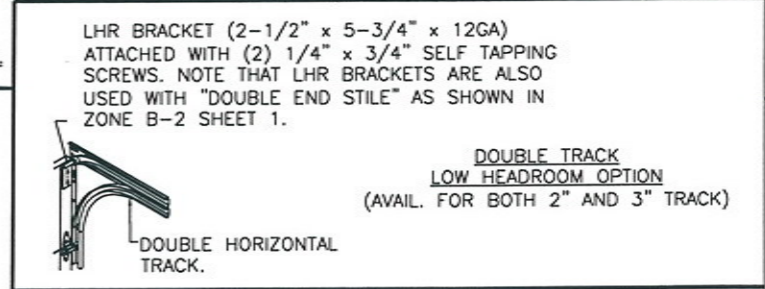 LHR BRACKET (2-1/2" x 5-3/4" x 12GA)
ATTACHED WITH (2) 1/4" x 3/4" SELF TAPPING
SCREWS. NOTE THAT LHR BRACKETS ARE ALSO
USED WITH "DOUBLE END STILE" AS SHOWN IN
ZONE B-2 SHEET 1.
DOUBLE TRACK
LOW HEADROOM OPTION
(AVAIL. FOR BOTH 2" AND 3" TRACK)
DOUBLE HORIZONTAL
TRACK.